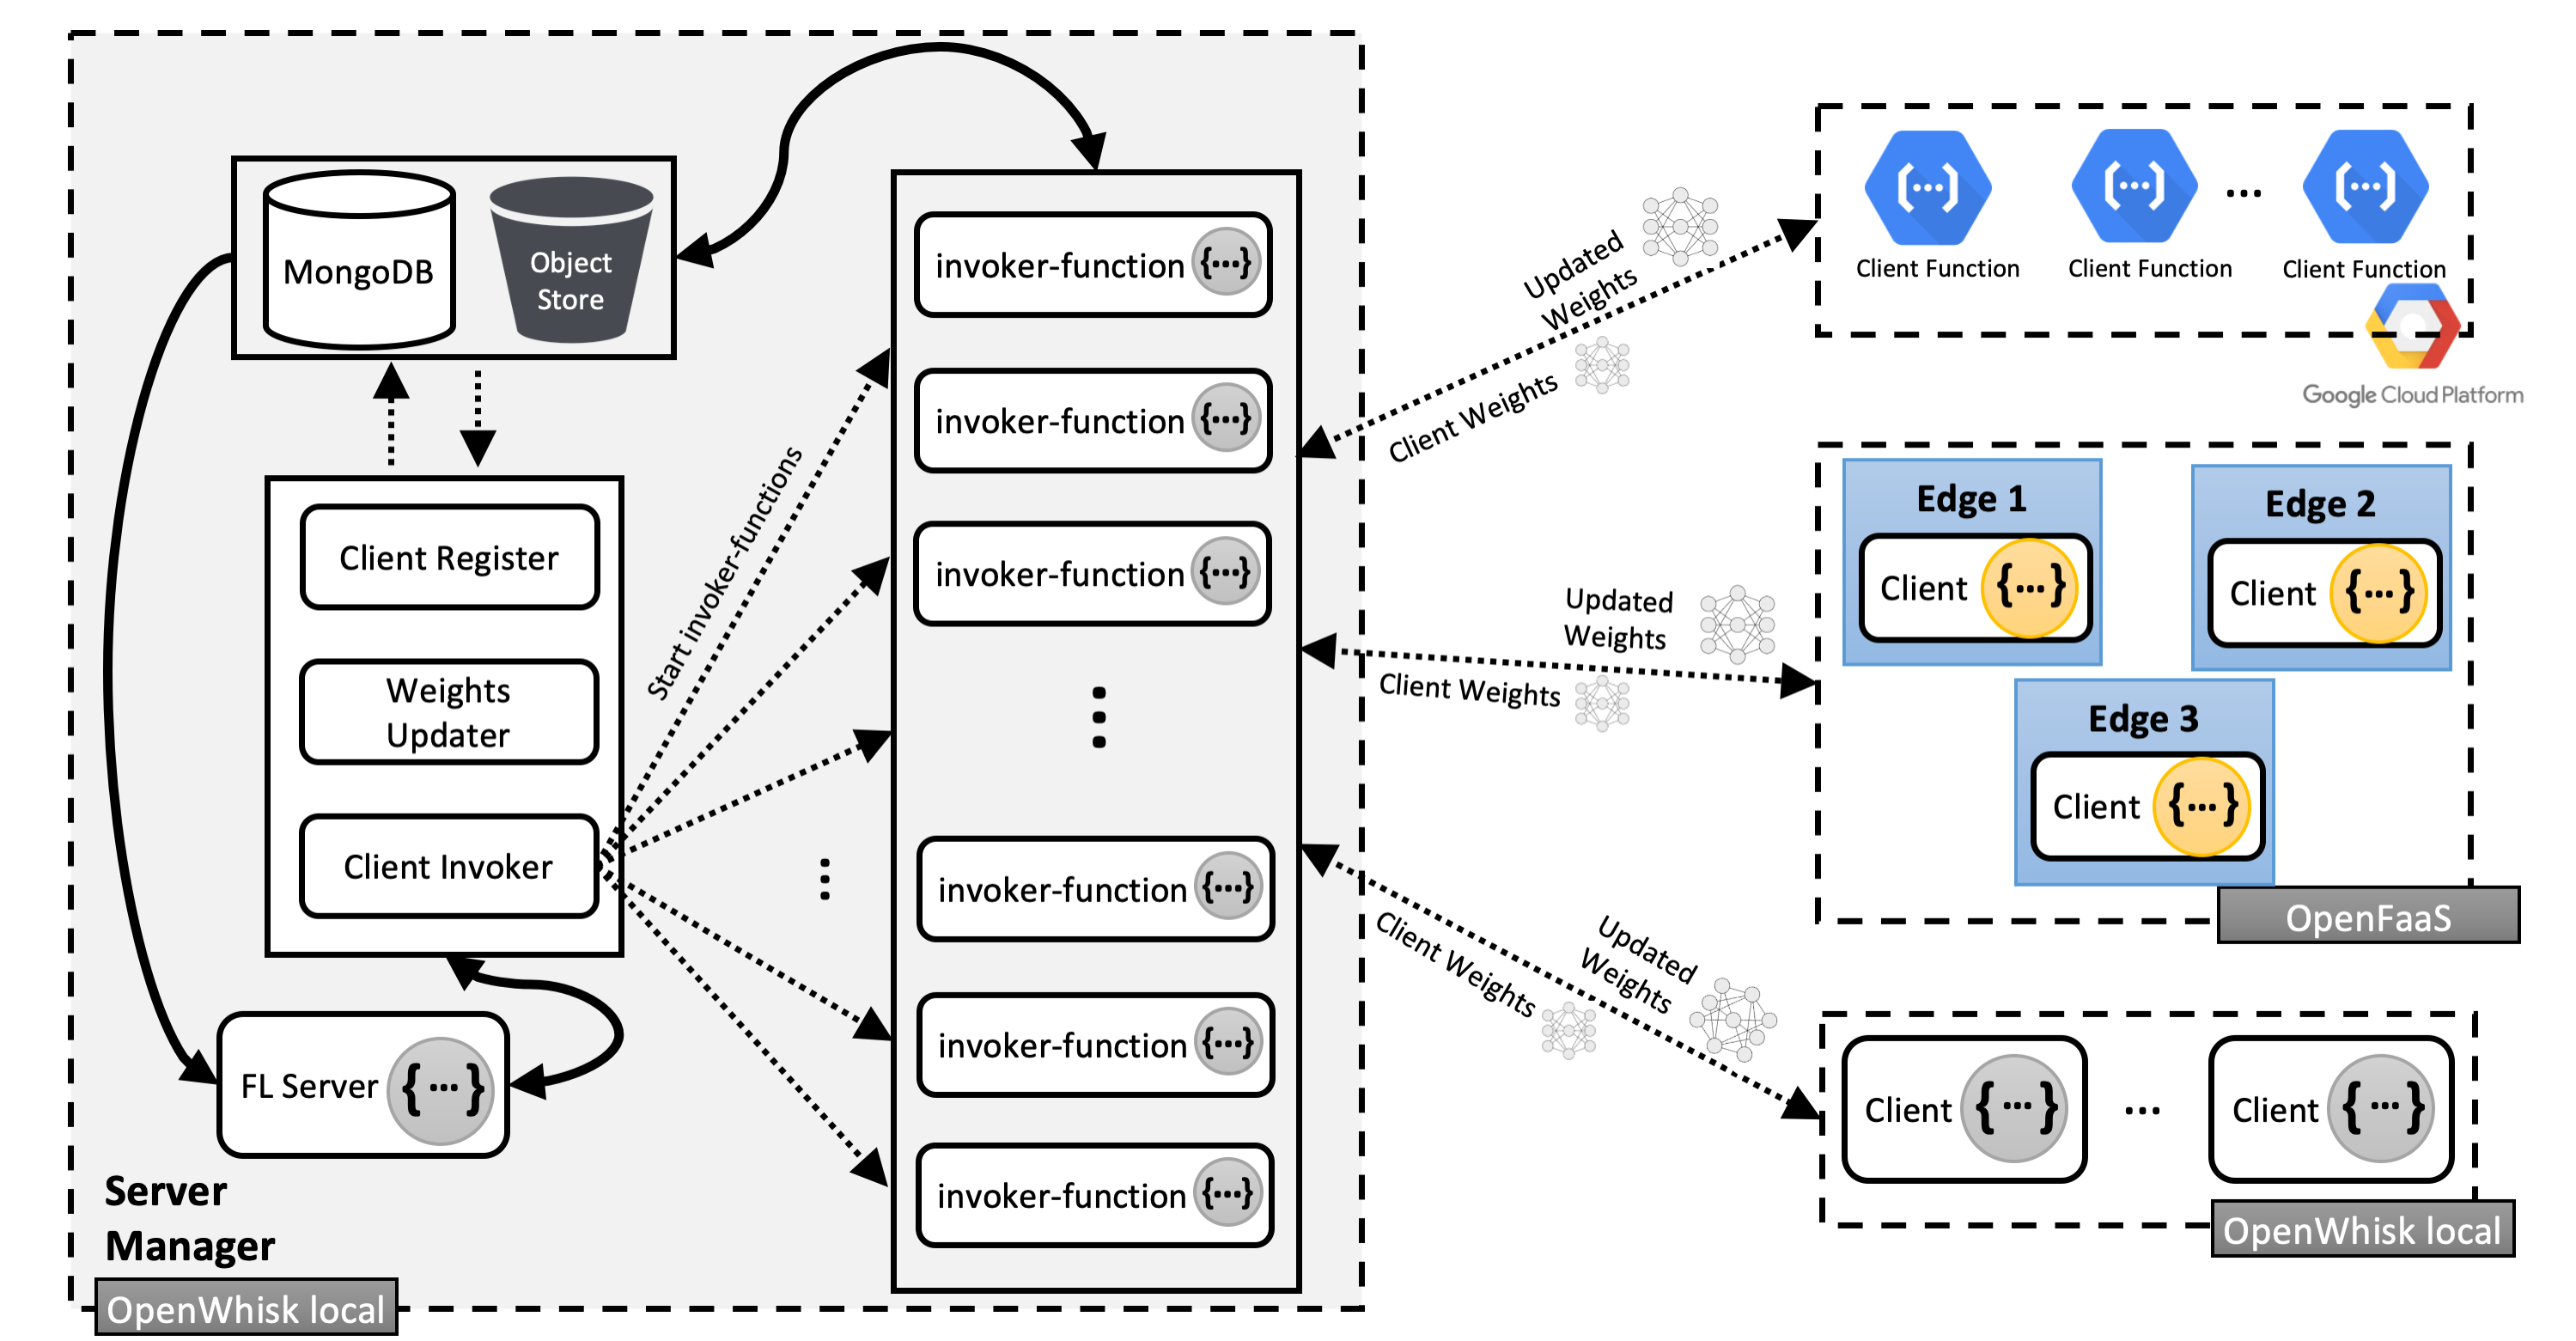 MongoDB
Object
Store
Client Register
Weights
Updater
Client Invoker
FL Server {...}
Server
Manager
OpenWhisk local
Start invoker-functions
invoker-function {...}
invoker-function {...}
invoker-function {...}
invoker-function {...}
invoker-function {...}
invoker-function {...}
Updated
Weights
Client Weights
Updated
Weights
Client Weights
Updated
Weights
Client Weights
Client Function
Client Function
...
Client Function
Google Cloud Platform
Edge 1
Client {...}
Edge 2
Client {...}
Edge 3
Client {...}
OpenFaaS
Client {...}
...
Client {...}
OpenWhisk local